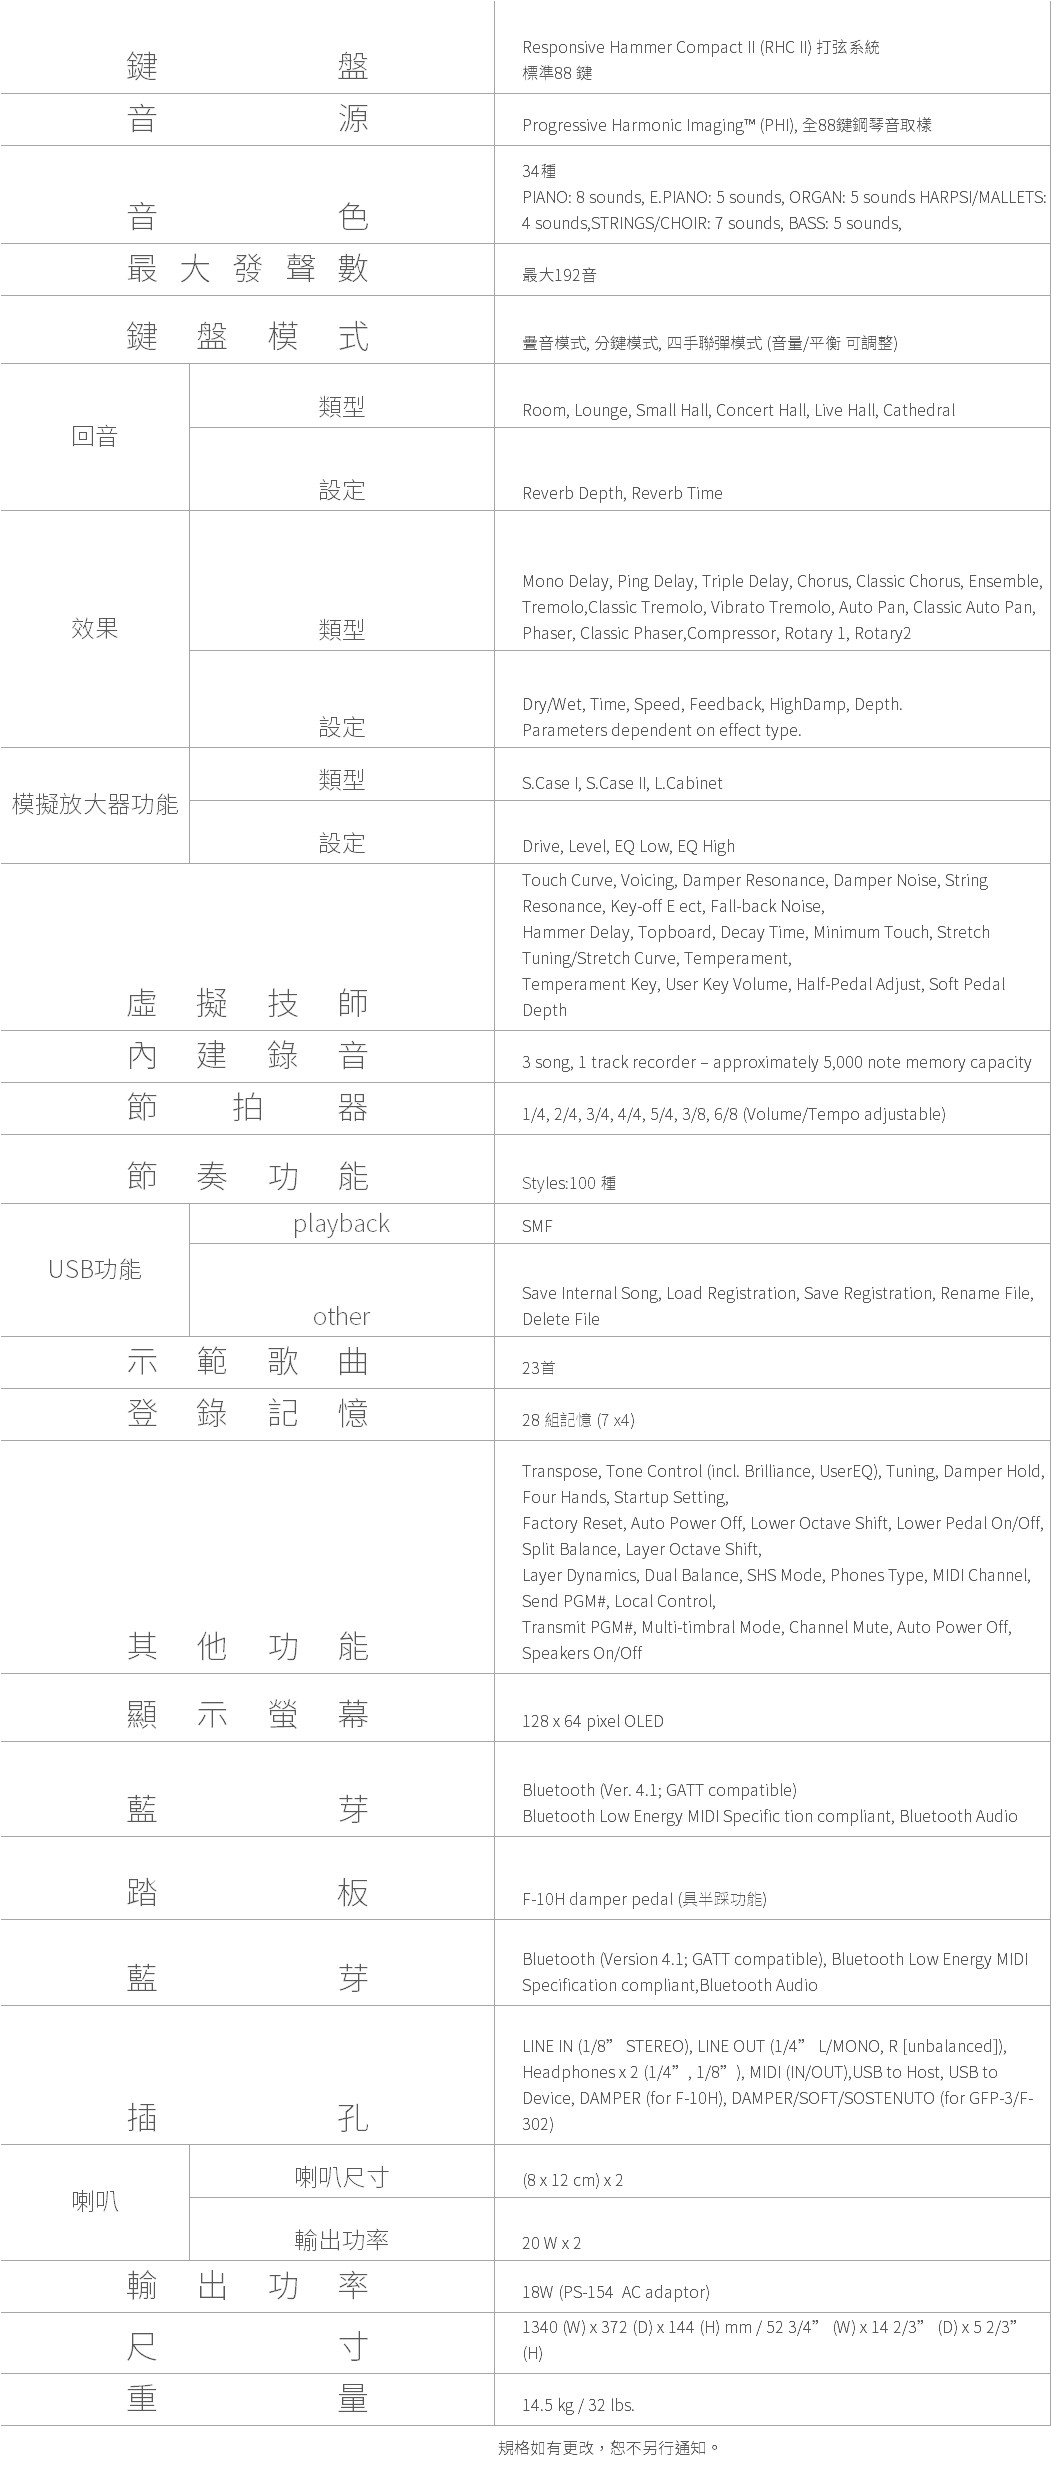 鍵盤
Responsive Hammer Compact II (RHC II) 打弦系統
標準88 鍵
音源
Progressive Harmonic Imaging™ (PHI), 全88鍵鋼琴音取樣
音色
34種
PIANO: 8 sounds, E.PIANO: 5 sounds, ORGAN: 5 sounds HARPSI/MALLETS:
4 sounds,STRINGS/CHOIR: 7 sounds, BASS: 5 sounds,
最大發聲數
最大192音
鍵盤模式
疊音模式, 分鍵模式, 四手聯彈模式 (音量/平衡 可調整)
回音
類型
Room, Lounge, Small Hall, Concert Hall, Live Hall, Cathedral
設定
Reverb Depth, Reverb Time
效果
類型
Mono Delay, Ping Delay, Triple Delay, Chorus, Classic Chorus, Ensemble,
Tremolo,Classic Tremolo, Vibrato Tremolo, Auto Pan, Classic Auto Pan,
Phaser, Classic Phaser,Compressor, Rotary 1, Rotary2
設定
Dry/Wet, Time, Speed, Feedback, HighDamp, Depth.
Parameters dependent on effect type.
模擬放大器功能
類型
S.Case I, S.Case II, L.Cabinet
設定
Drive, Level, EQ Low, EQ High
虛擬技師
Touch Curve, Voicing, Damper Resonance, Damper Noise, String
Resonance, Key-off E ect, Fall-back Noise,
Hammer Delay, Topboard, Decay Time, Minimum Touch, Stretch
Tuning/Stretch Curve, Temperament,
Temperament Key, User Key Volume, Half-Pedal Adjust, Soft Pedal
Depth
內建錄音
3 song, 1 track recorder – approximately 5,000 note memory capacity
節拍器
1/4, 2/4, 3/4, 4/4, 5/4, 3/8, 6/8 (Volume/Tempo adjustable)
節奏功能
Styles:100 種
USB功能
playback
SMF
other
Save Internal Song, Load Registration, Save Registration, Rename File,
Delete File
示範歌曲
23首
登錄記憶
28 組記憶 (7 x4)
其他功能
Transpose, Tone Control (incl. Brilliance, UserEQ), Tuning, Damper Hold,
Four Hands, Startup Setting,
Factory Reset, Auto Power Off, Lower Octave Shift, Lower Pedal On/Off,
Split Balance, Layer Octave Shift,
Layer Dynamics, Dual Balance, SHS Mode, Phones Type, MIDI Channel,
Send PGM#, Local Control,
Transmit PGM#, Multi-timbral Mode, Channel Mute, Auto Power Off,
Speakers On/Off
顯示螢幕
128 x 64 pixel OLED
藍芽
Bluetooth (Ver. 4.1; GATT compatible)
Bluetooth Low Energy MIDI Specific tion compliant, Bluetooth Audio
踏板
F-10H damper pedal (具半踩功能)
藍芽
Bluetooth (Version 4.1; GATT compatible), Bluetooth Low Energy MIDI
Specification compliant,Bluetooth Audio
插孔
LINE IN (1/8” STEREO), LINE OUT (1/4” L/MONO, R [unbalanced]),
Headphones x 2 (1/4”, 1/8”), MIDI (IN/OUT),USB to Host, USB to
Device, DAMPER (for F-10H), DAMPER/SOFT/SOSTENUTO (for GFP-3/F-
302)
喇叭
喇叭尺寸
(8 x 12 cm) x 2
輸出功率
20 W x 2
輸出功率
18W (PS-154 AC adaptor)
尺寸
1340 (W) x 372 (D) x 144 (H) mm / 52 3/4” (W) x 14 2/3” (D) x 5 2/3”
(H)
重量
14.5 kg / 32 lbs.
規格如有更改，恕不另行通知。